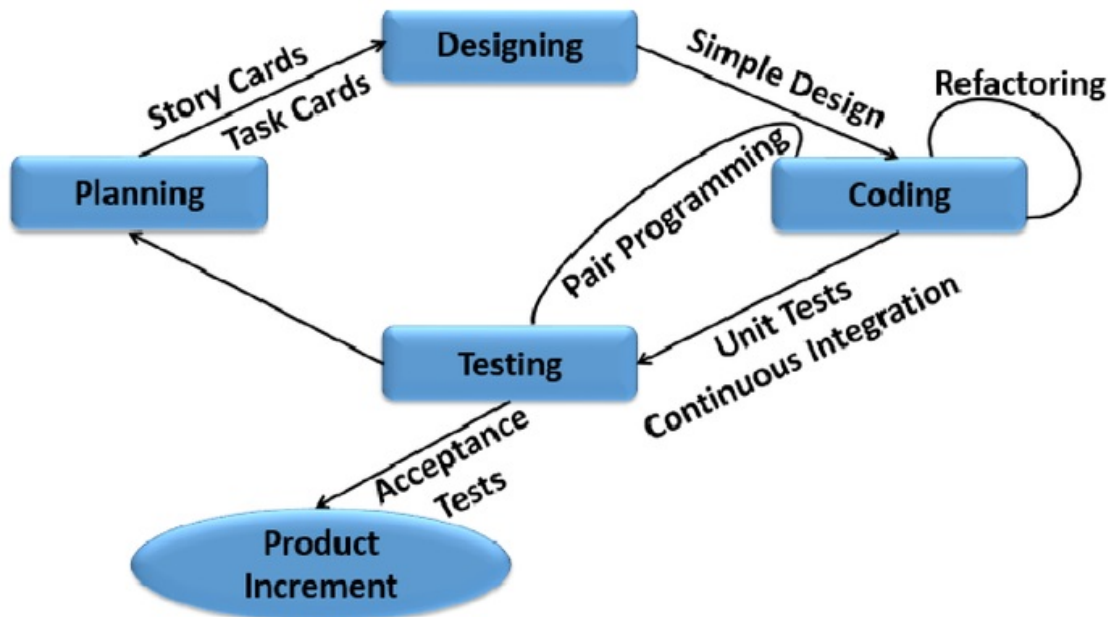 Designing
Story Cards
Task Cards
Simple Design
Refactoring
Planning
Pair Programming
Coding
Unit Tests
Continuous Integration
Testing
Acceptance
Tests
Product
Increment